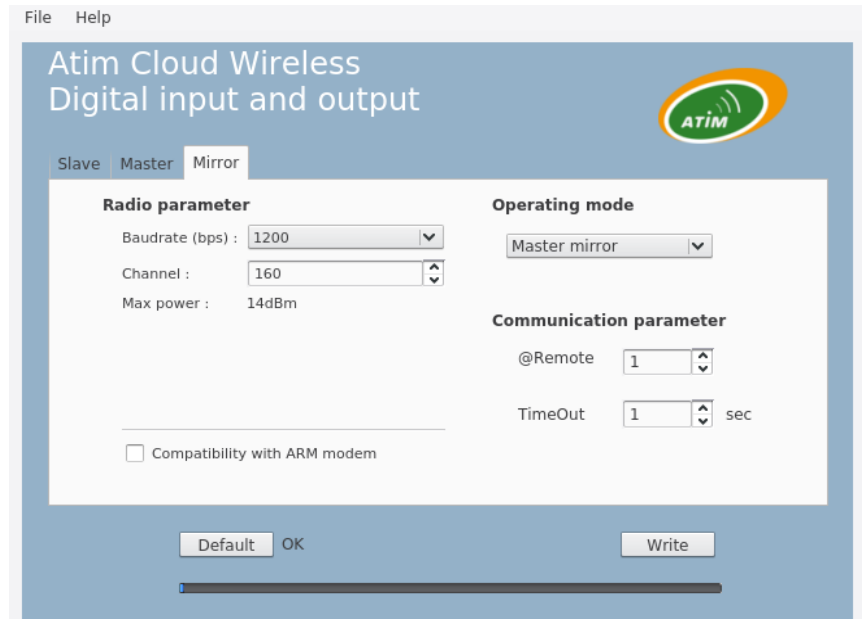 File Help
Atim Cloud Wireless
Digital input and output
ATiM
Slave Master Mirror
Radio parameter
Baudrate (bps) : 1200
Channel : 160
Max power : 14dBm
Compatibility with ARM modem
Operating mode
Master mirror
Communication parameter
@Remote 1
TimeOut 1 sec
Default OK Write